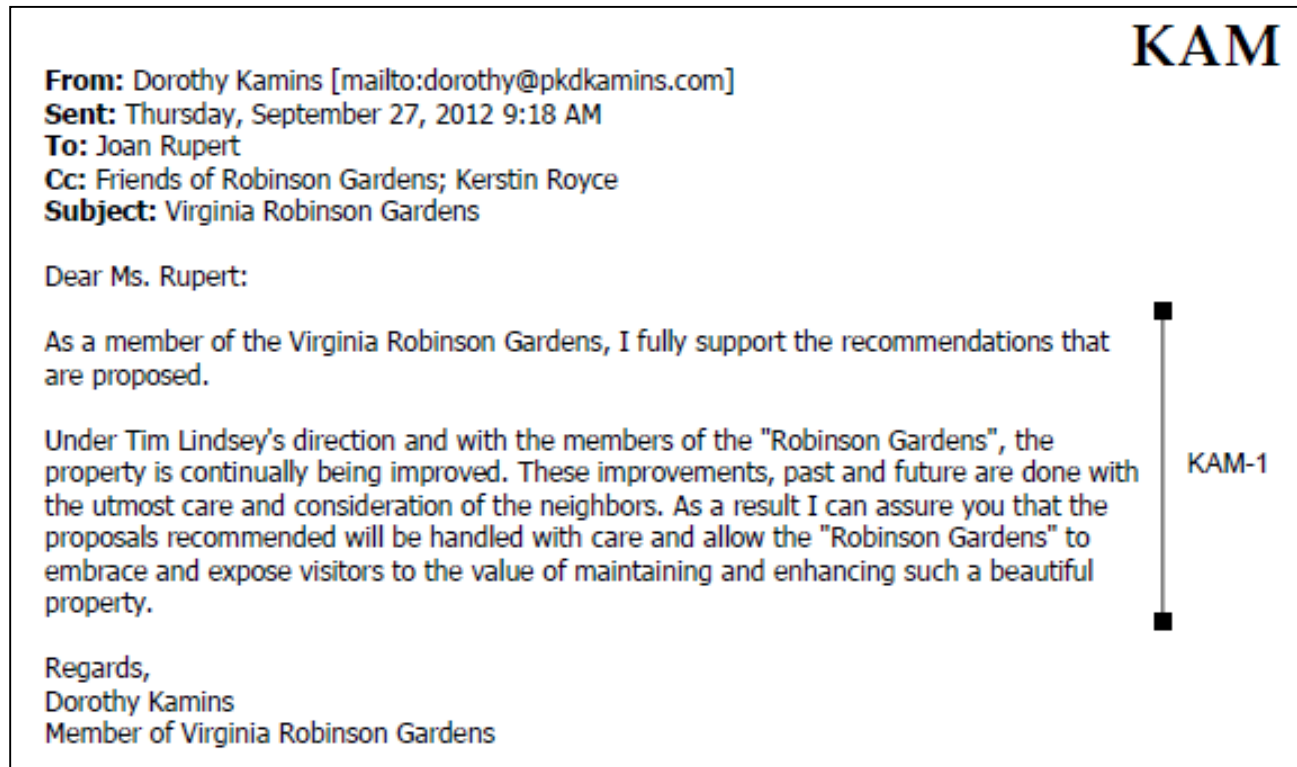 KAM
From: Dorothy Kamins [mailto:dorothy@pkdkamins.com]
Sent: Thursday, September 27, 2012 9:18 AM
To: Joan Rupert
Cc: Friends of Robinson Gardens; Kerstin Royce
Subject: Virginia Robinson Gardens
Dear Ms. Rupert:
As a member of the Virginia Robinson Gardens, I fully support the recommendations that
are proposed.
Under Tim Lindsey's direction and with the members of the "Robinson Gardens", the
property is continually being improved. These improvements, past and future are done with
the utmost care and consideration of the neighbors. As a result I can assure you that the
proposals recommended will be handled with care and allow the "Robinson Gardens" to
embrace and expose visitors to the value of maintaining and enhancing such a beautiful
property.
KAM-1
Regards,
Dorothy Kamins
Member of Virginia Robinson Gardens